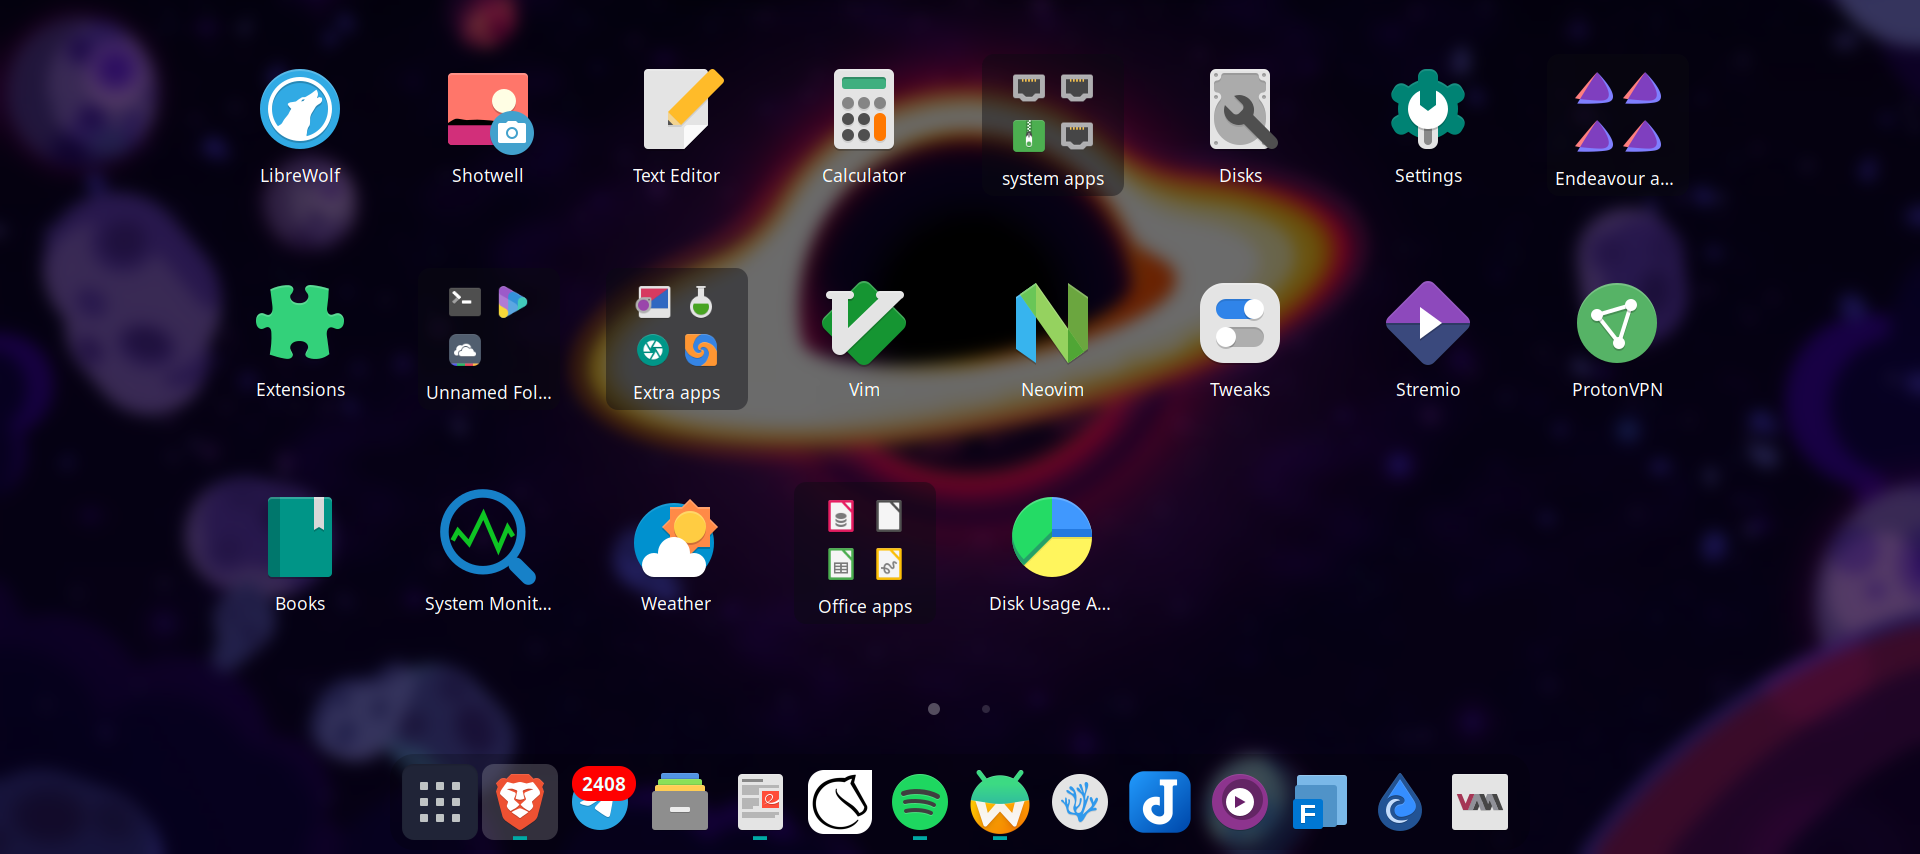 LibreWolf
Shotwell
Text Editor
Calculator
system apps
Disks
Settings
Endeavour a...
Extensions
Unnamed Fol...
Extra apps
Vim
Neovim
Tweaks
Stremio
ProtonVPN
Books
System Monit...
Weather
Office apps
Disk Usage A...
2408
F